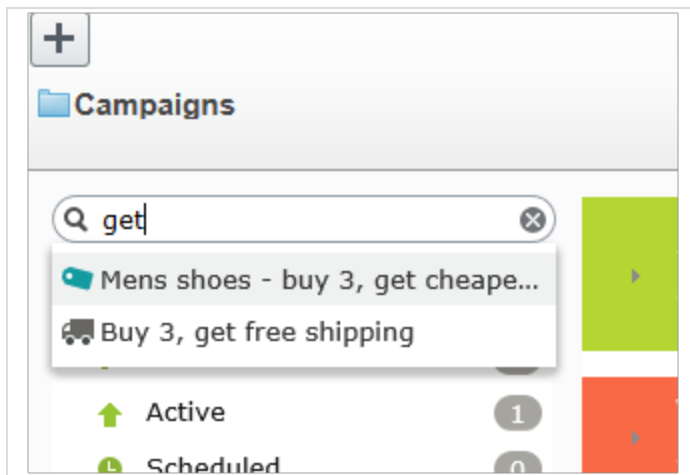 Campaigns
get
Mens shoes - buy 3, get cheape...
Buy 3, get free shipping
Active 1
Scheduled 0